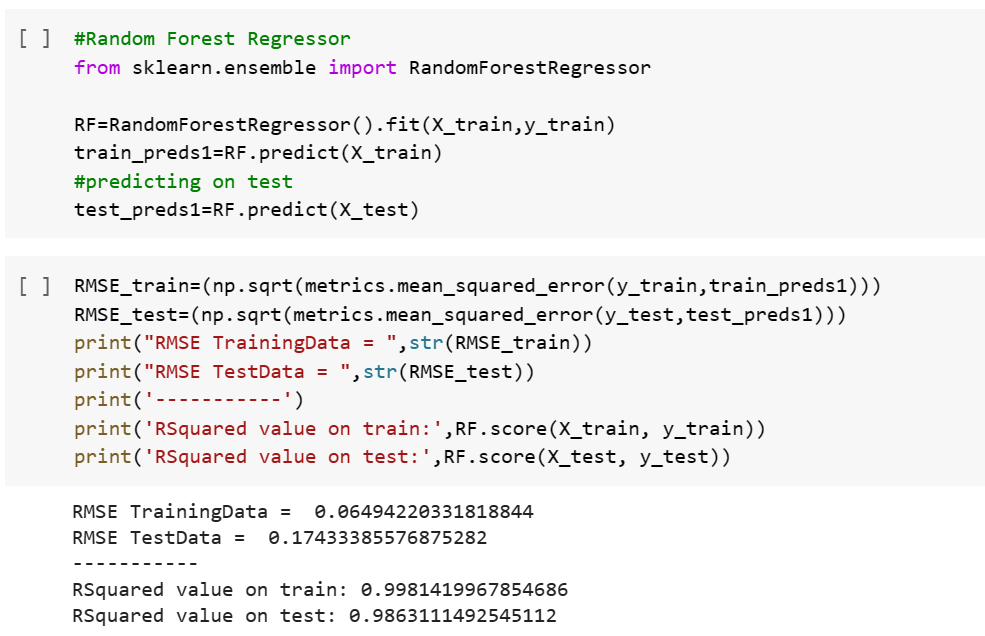 [ ] #Random Forest Regressor
from sklearn.ensemble import RandomForestRegressor
RF=RandomForestRegressor().fit(X_train,y_train)
train_preds1=RF.predict(X_train)
#predicting on test
test_preds1=RF.predict(X_test)
[ ] RMSE_train=(np.sqrt(metrics.mean_squared_error(y_train,train_preds1)))
RMSE_test=(np.sqrt(metrics.mean_squared_error(y_test,test_preds1)))
print("RMSE TrainingData = ",str(RMSE_train))
print("RMSE TestData = ",str(RMSE_test))
print('-----------')
print('RSquared value on train:',RF.score(X_train, y_train))
print('RSquared value on test:',RF.score(X_test, y_test))
RMSE TrainingData =  0.06494220331818844
RMSE TestData =  0.17433385576875282
-----------
RSquared value on train: 0.9981419967854686
RSquared value on test: 0.9863111492545112